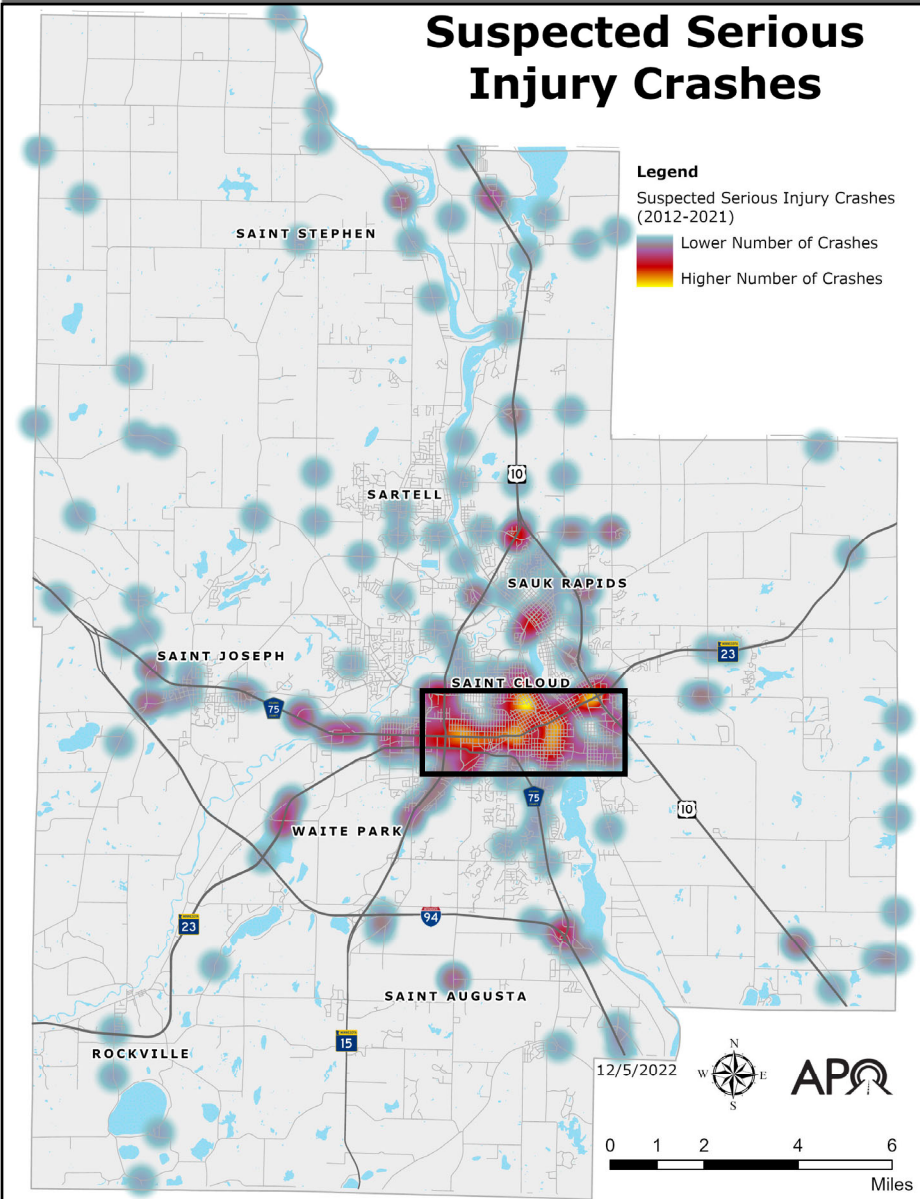 Suspected Serious
Injury Crashes
Legend
Suspected Serious Injury Crashes
(2012-2021)
Lower Number of Crashes
Higher Number of Crashes
SAINT STEPHEN
10
SARTELL
SAUK RAPIDS
23
SAINT JOSEPH
SAINT CLOUD
75
75
10
WAITE PARK
94
23
SAINT AUGUSTA
15
ROCKVILLE
12/5/2022
N
W
E
S
APO
0 1 2 4 6
Miles